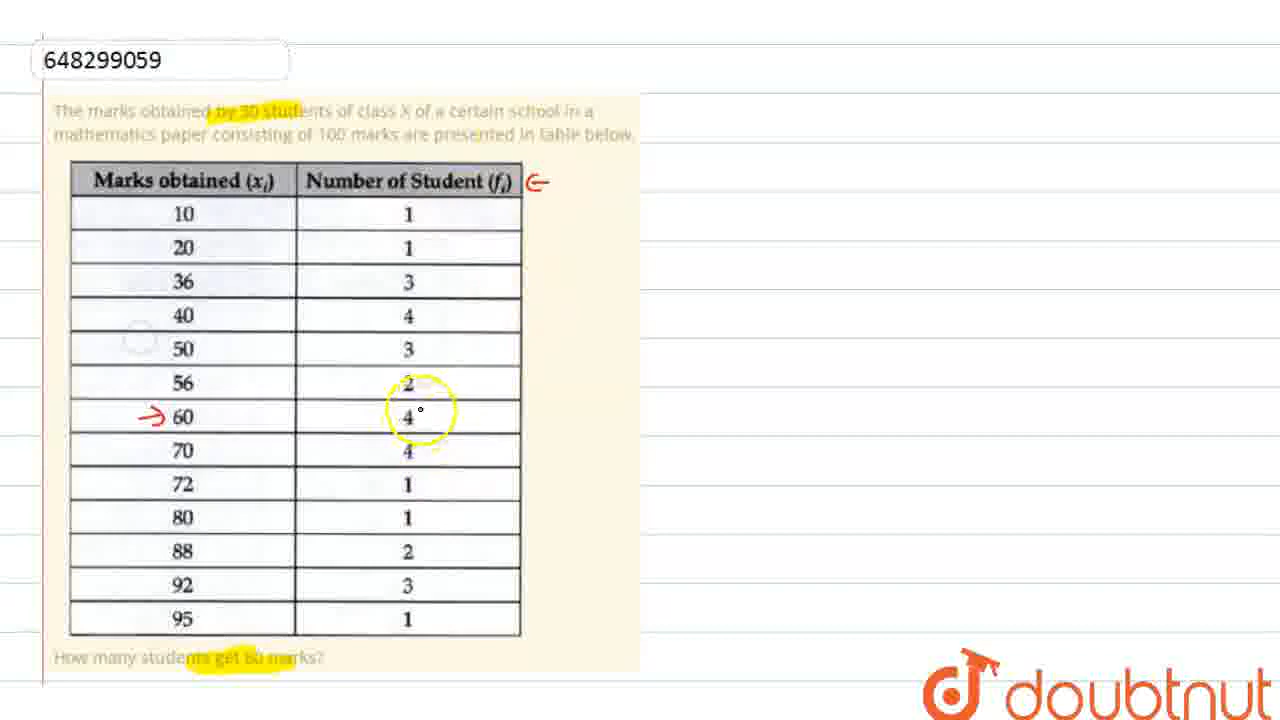 648299059
The marks obtained by 30 students of class X of a certain school in a
mathematics paper consisting of 100 marks are presented in table below.
Marks obtained (xᵢ) Number of Student (fᵢ)
10 1
20 1
36 3
40 4
50 3
56 2
60 4
70 4
72 1
80 1
88 2
92 3
95 1
How many students get 60 marks?
doubtnut